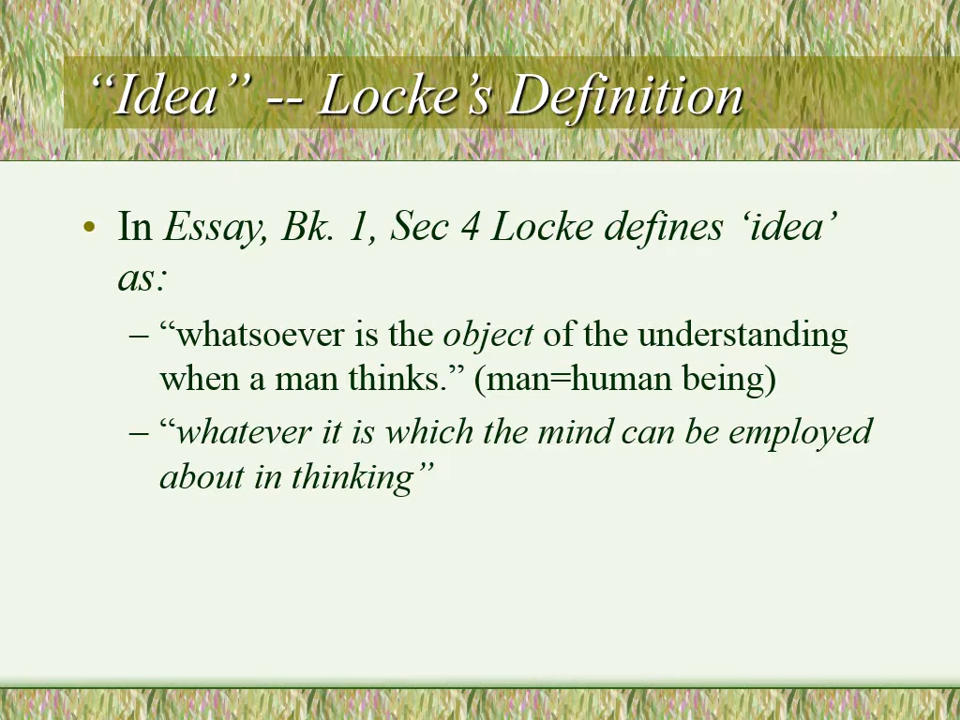 “Idea” -- Locke’s Definition
• In Essay, Bk. 1, Sec 4 Locke defines ‘idea’
as:
– “whatsoever is the object of the understanding
when a man thinks.” (man=human being)
– “whatever it is which the mind can be employed
about in thinking”